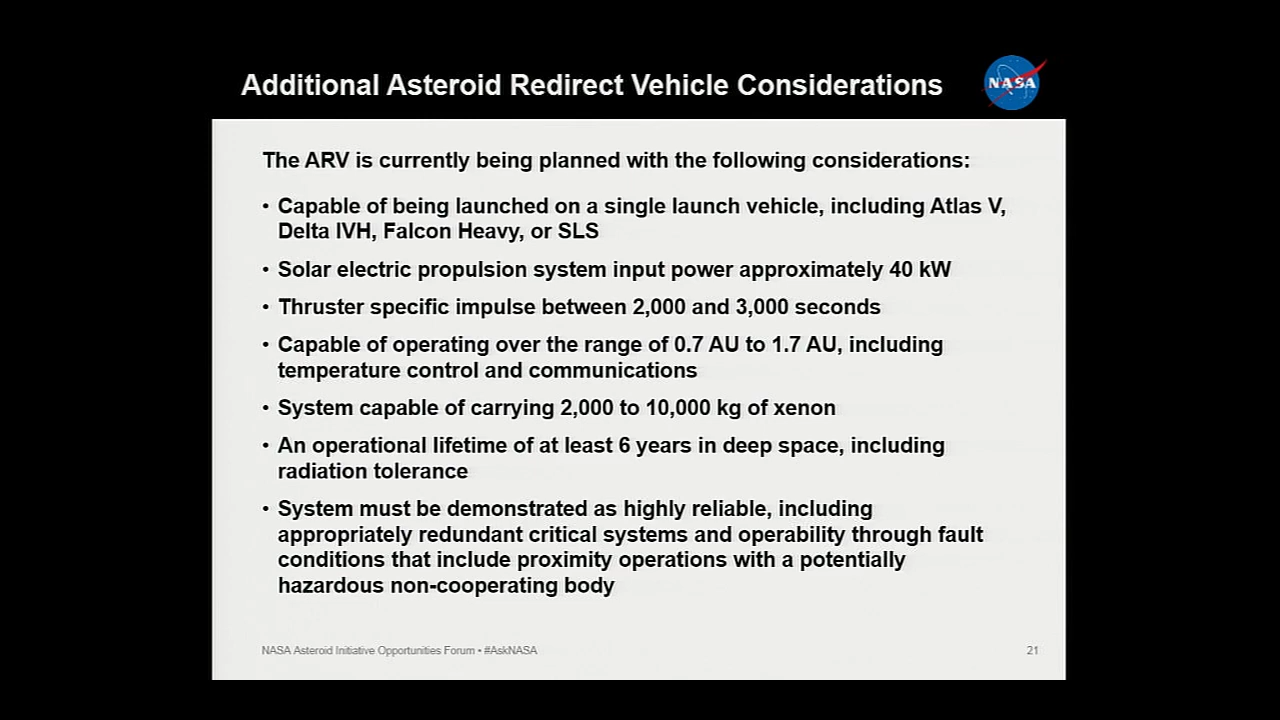 Additional Asteroid Redirect Vehicle Considerations
NASA
The ARV is currently being planned with the following considerations:
• Capable of being launched on a single launch vehicle, including Atlas V,
Delta IVH, Falcon Heavy, or SLS
• Solar electric propulsion system input power approximately 40 kW
• Thruster specific impulse between 2,000 and 3,000 seconds
• Capable of operating over the range of 0.7 AU to 1.7 AU, including
temperature control and communications
• System capable of carrying 2,000 to 10,000 kg of xenon
• An operational lifetime of at least 6 years in deep space, including
radiation tolerance
• System must be demonstrated as highly reliable, including
appropriately redundant critical systems and operability through fault
conditions that include proximity operations with a potentially
hazardous non-cooperating body
NASA Asteroid Initiative Opportunities Forum • #AskNASA
21